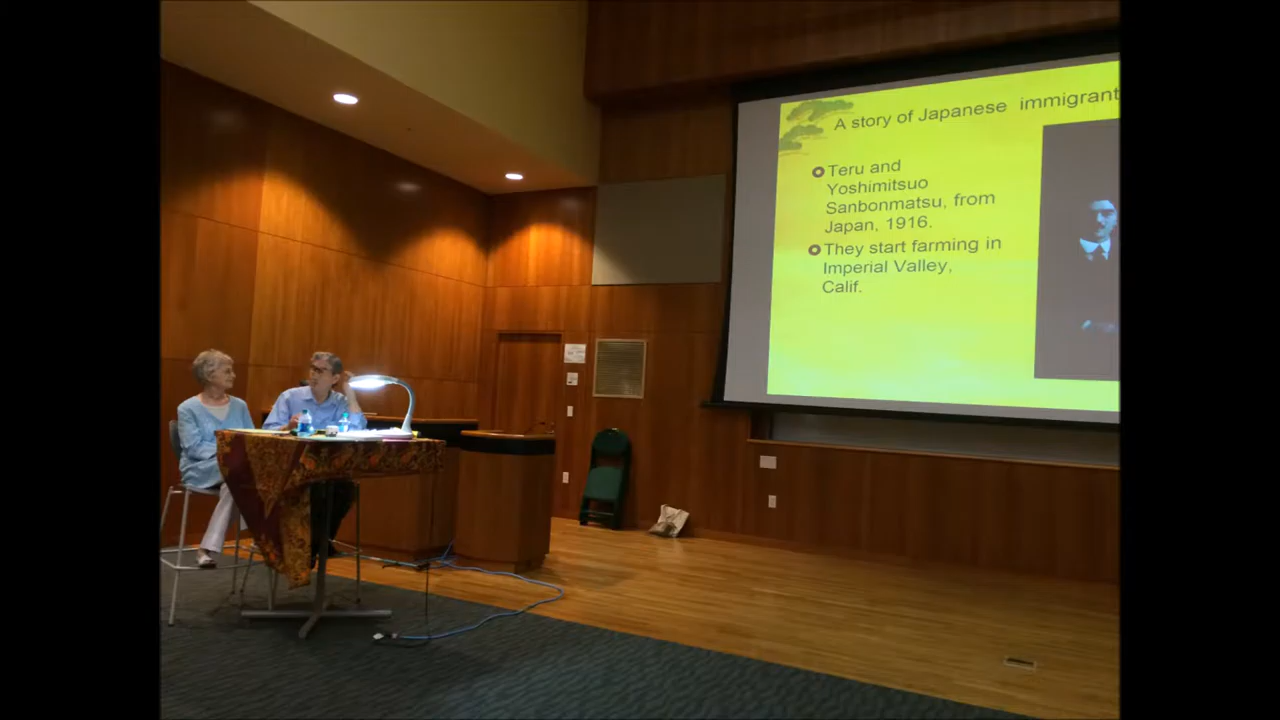 A story of Japanese immigrant
Teru and
Yoshimitsuo
Sanbonmatsu, from
Japan, 1916.
They start farming in
Imperial Valley,
Calif.